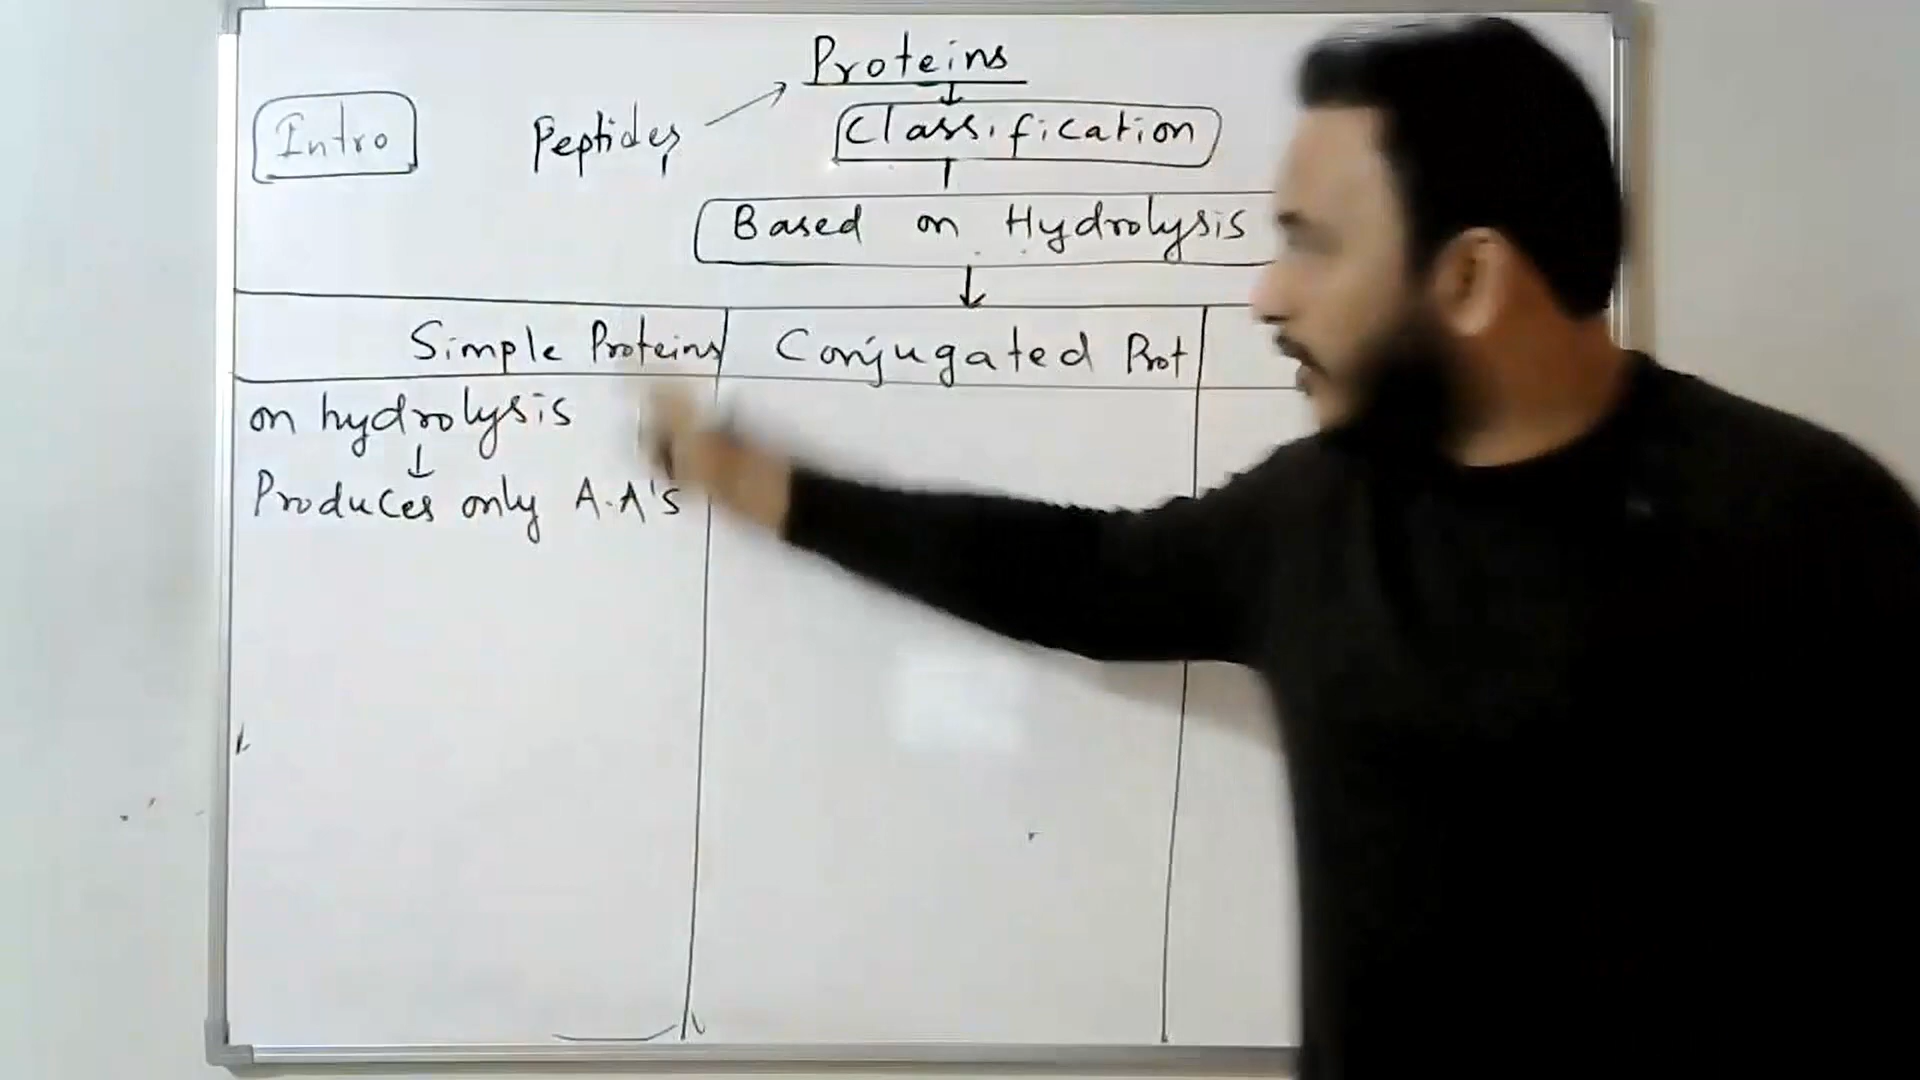 Proteins
Intro
Peptides
Classification
Based on Hydrolysis
Simple Proteins
Conjugated Prot
on hydrolysis
Produces only A.A's